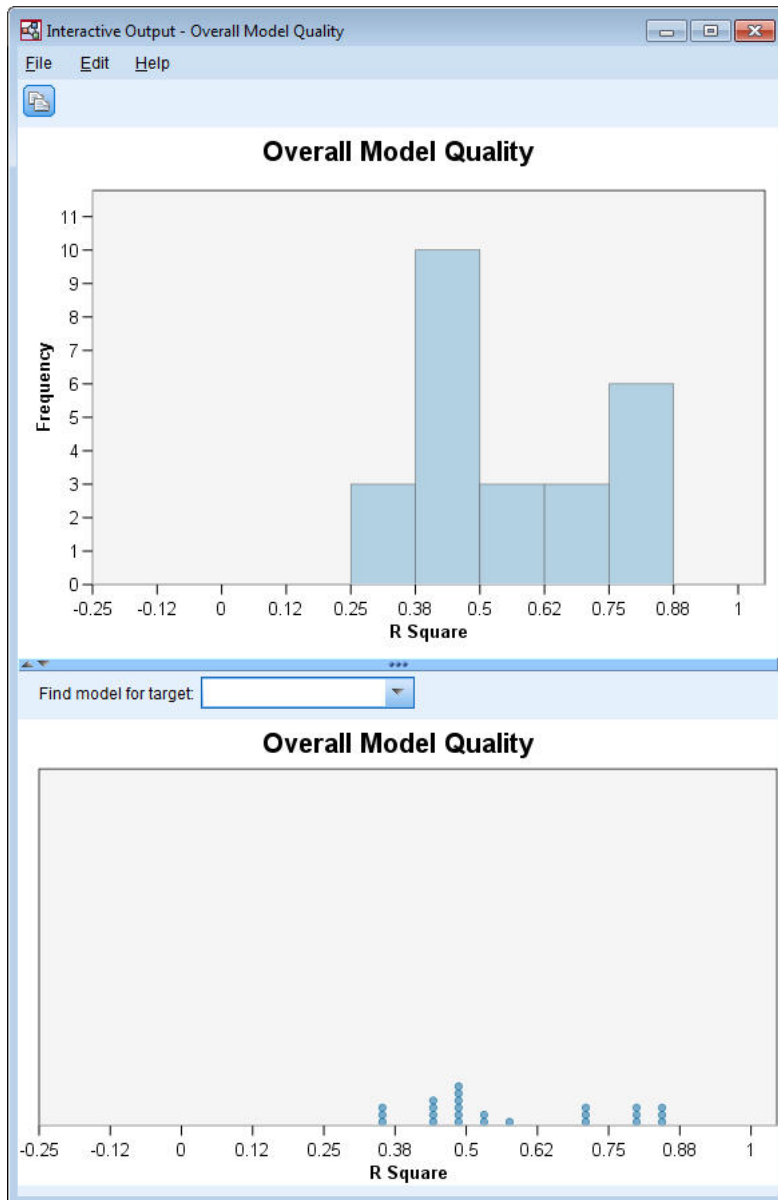 Interactive Output - Overall Model Quality
File Edit Help
Overall Model Quality
11
10
9
8
7
6
5
4
3
2
1
0
Frequency
-0.25 -0.12 0 0.12 0.25 0.38 0.5 0.62 0.75 0.88 1
R Square
Find model for target:
Overall Model Quality
-0.25 -0.12 0 0.12 0.25 0.38 0.5 0.62 0.75 0.88 1
R Square